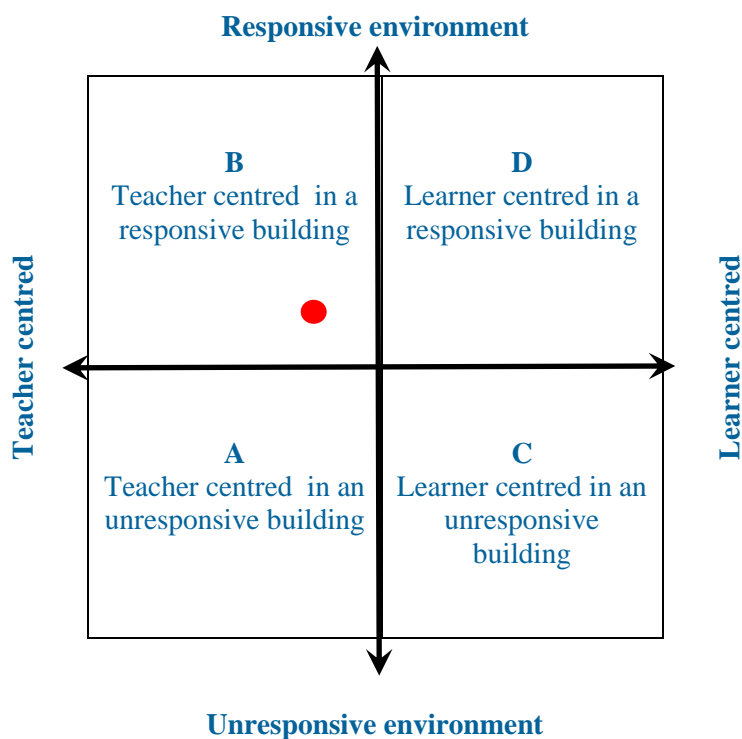 Responsive environment
B
Teacher centred in a
responsive building
D
Learner centred in a
responsive building
Teacher centred
Learner centred
A
Teacher centred in an
unresponsive building
C
Learner centred in an
unresponsive
building
Unresponsive environment